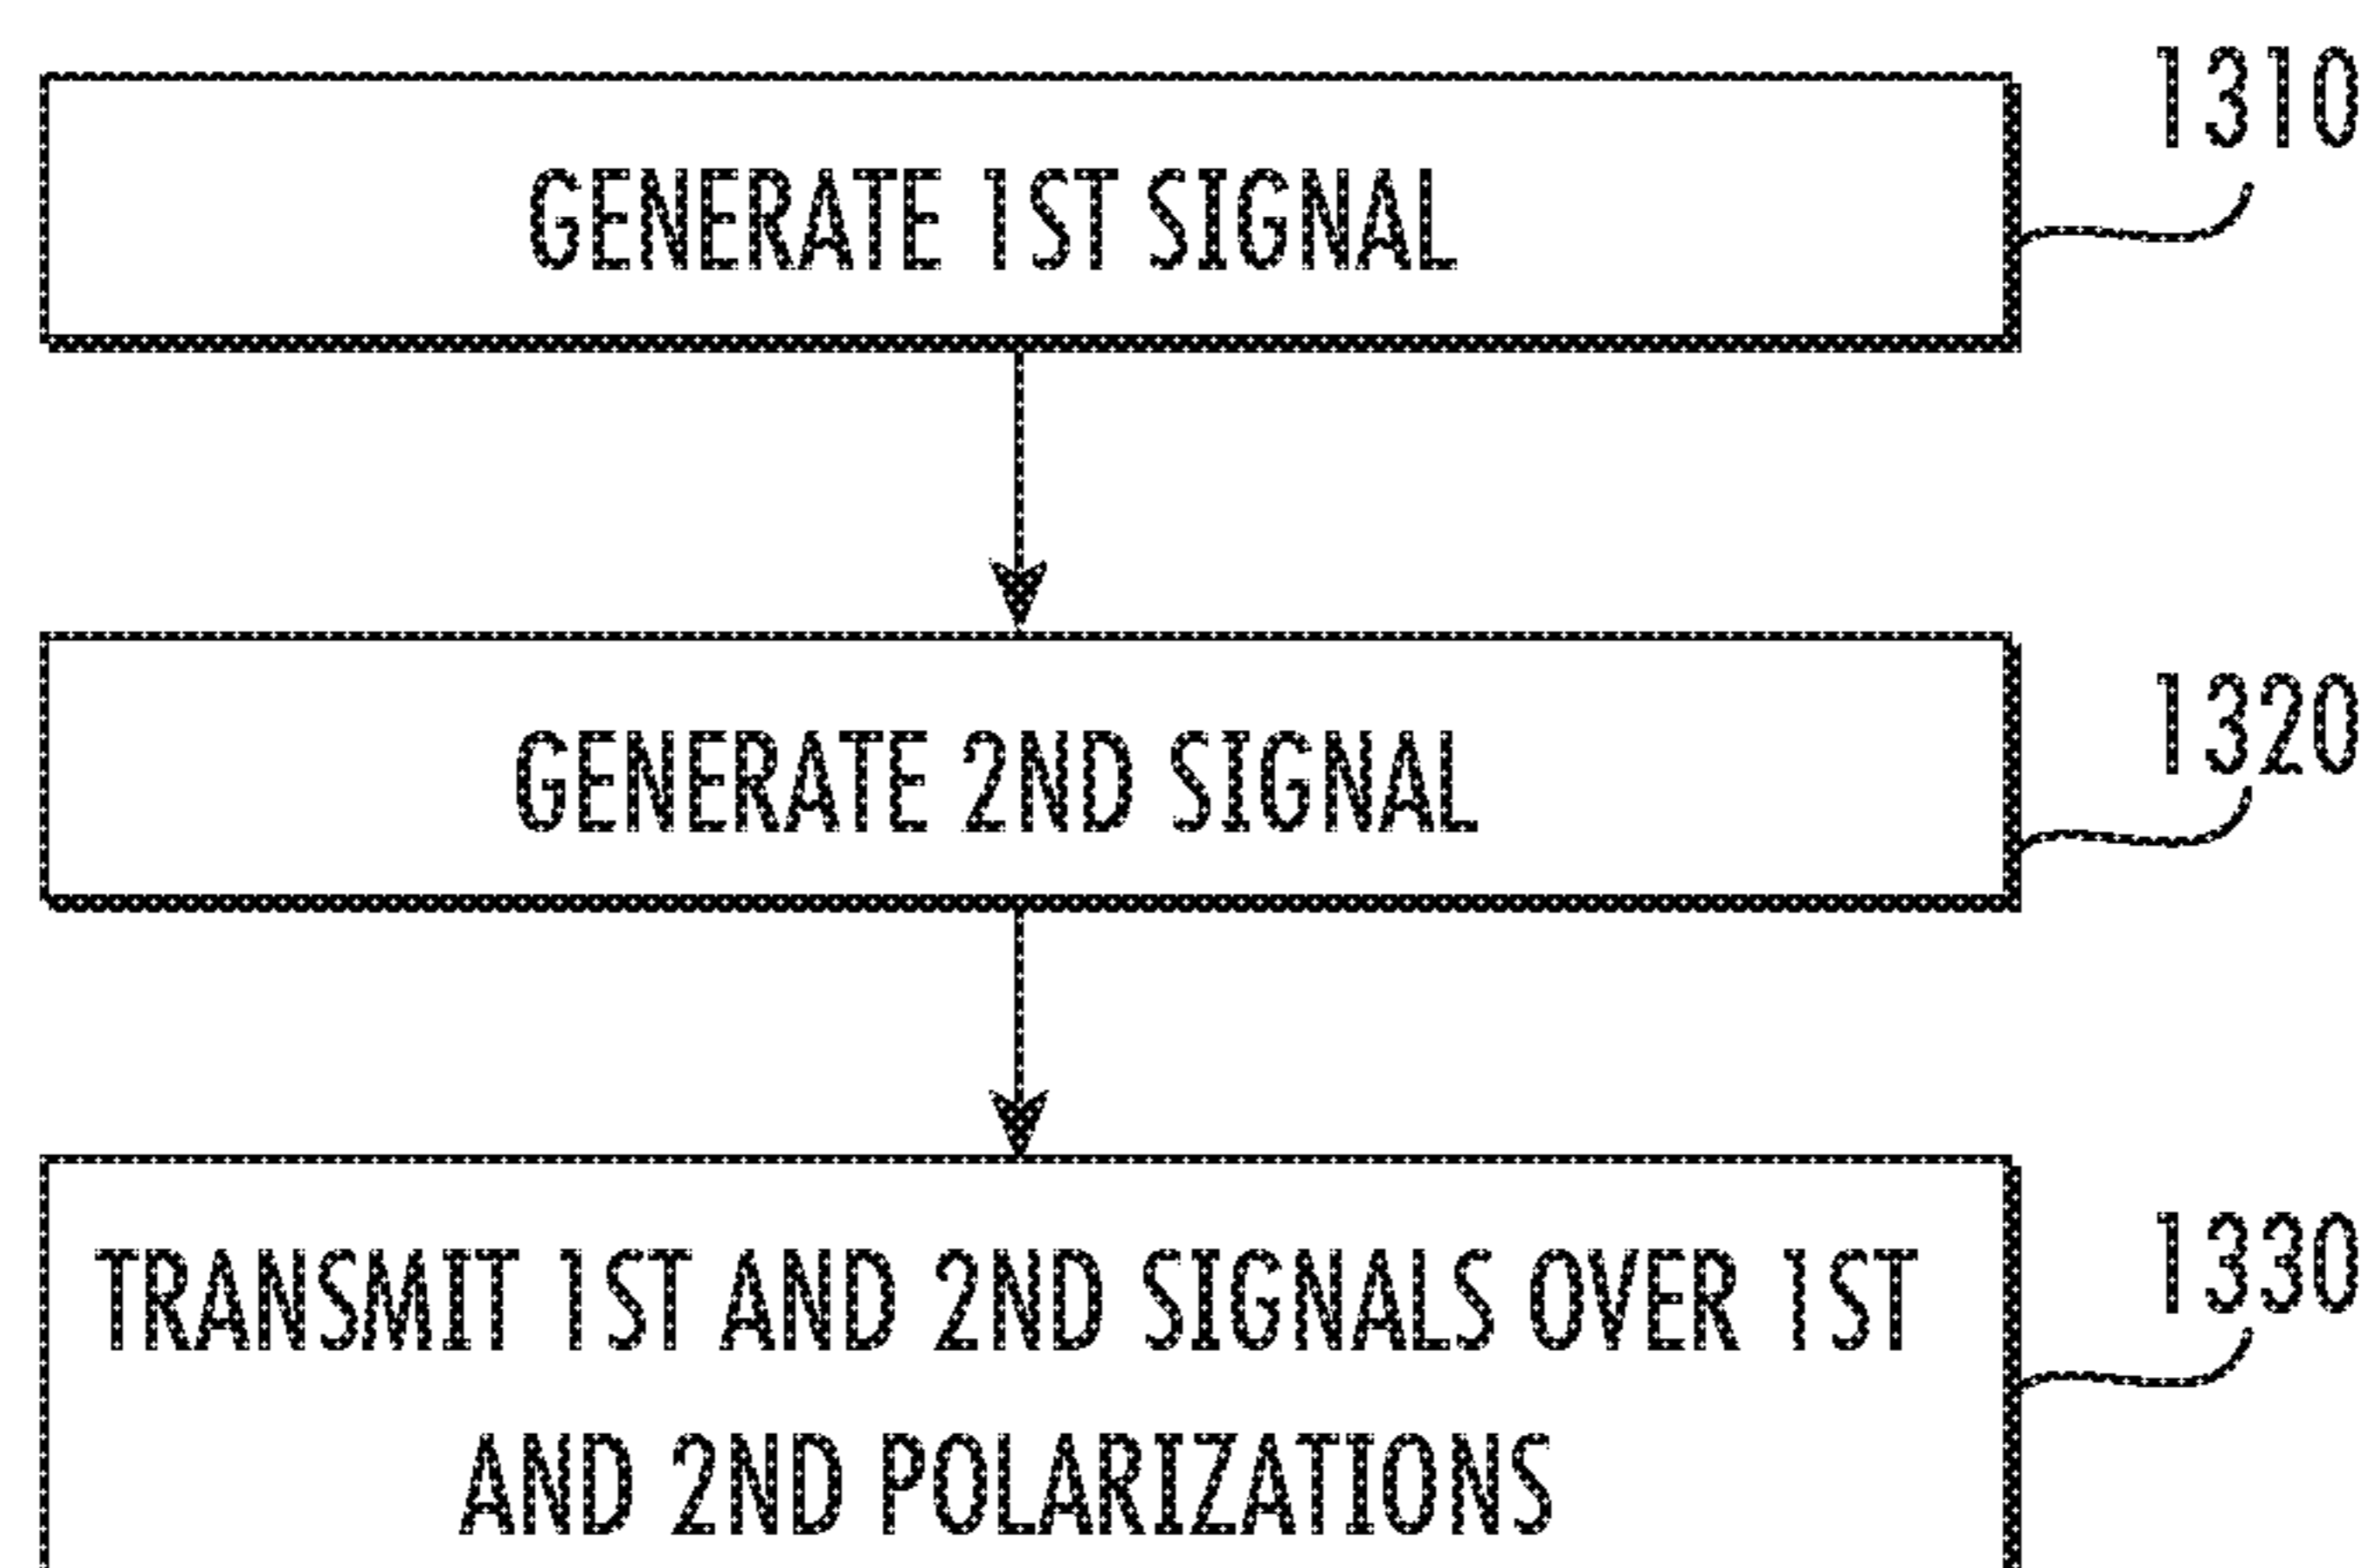 1310
GENERATE 1ST SIGNAL
1320
GENERATE 2ND SIGNAL
1330
TRANSMIT 1ST AND 2ND SIGNALS OVER 1ST
AND 2ND POLARIZATIONS